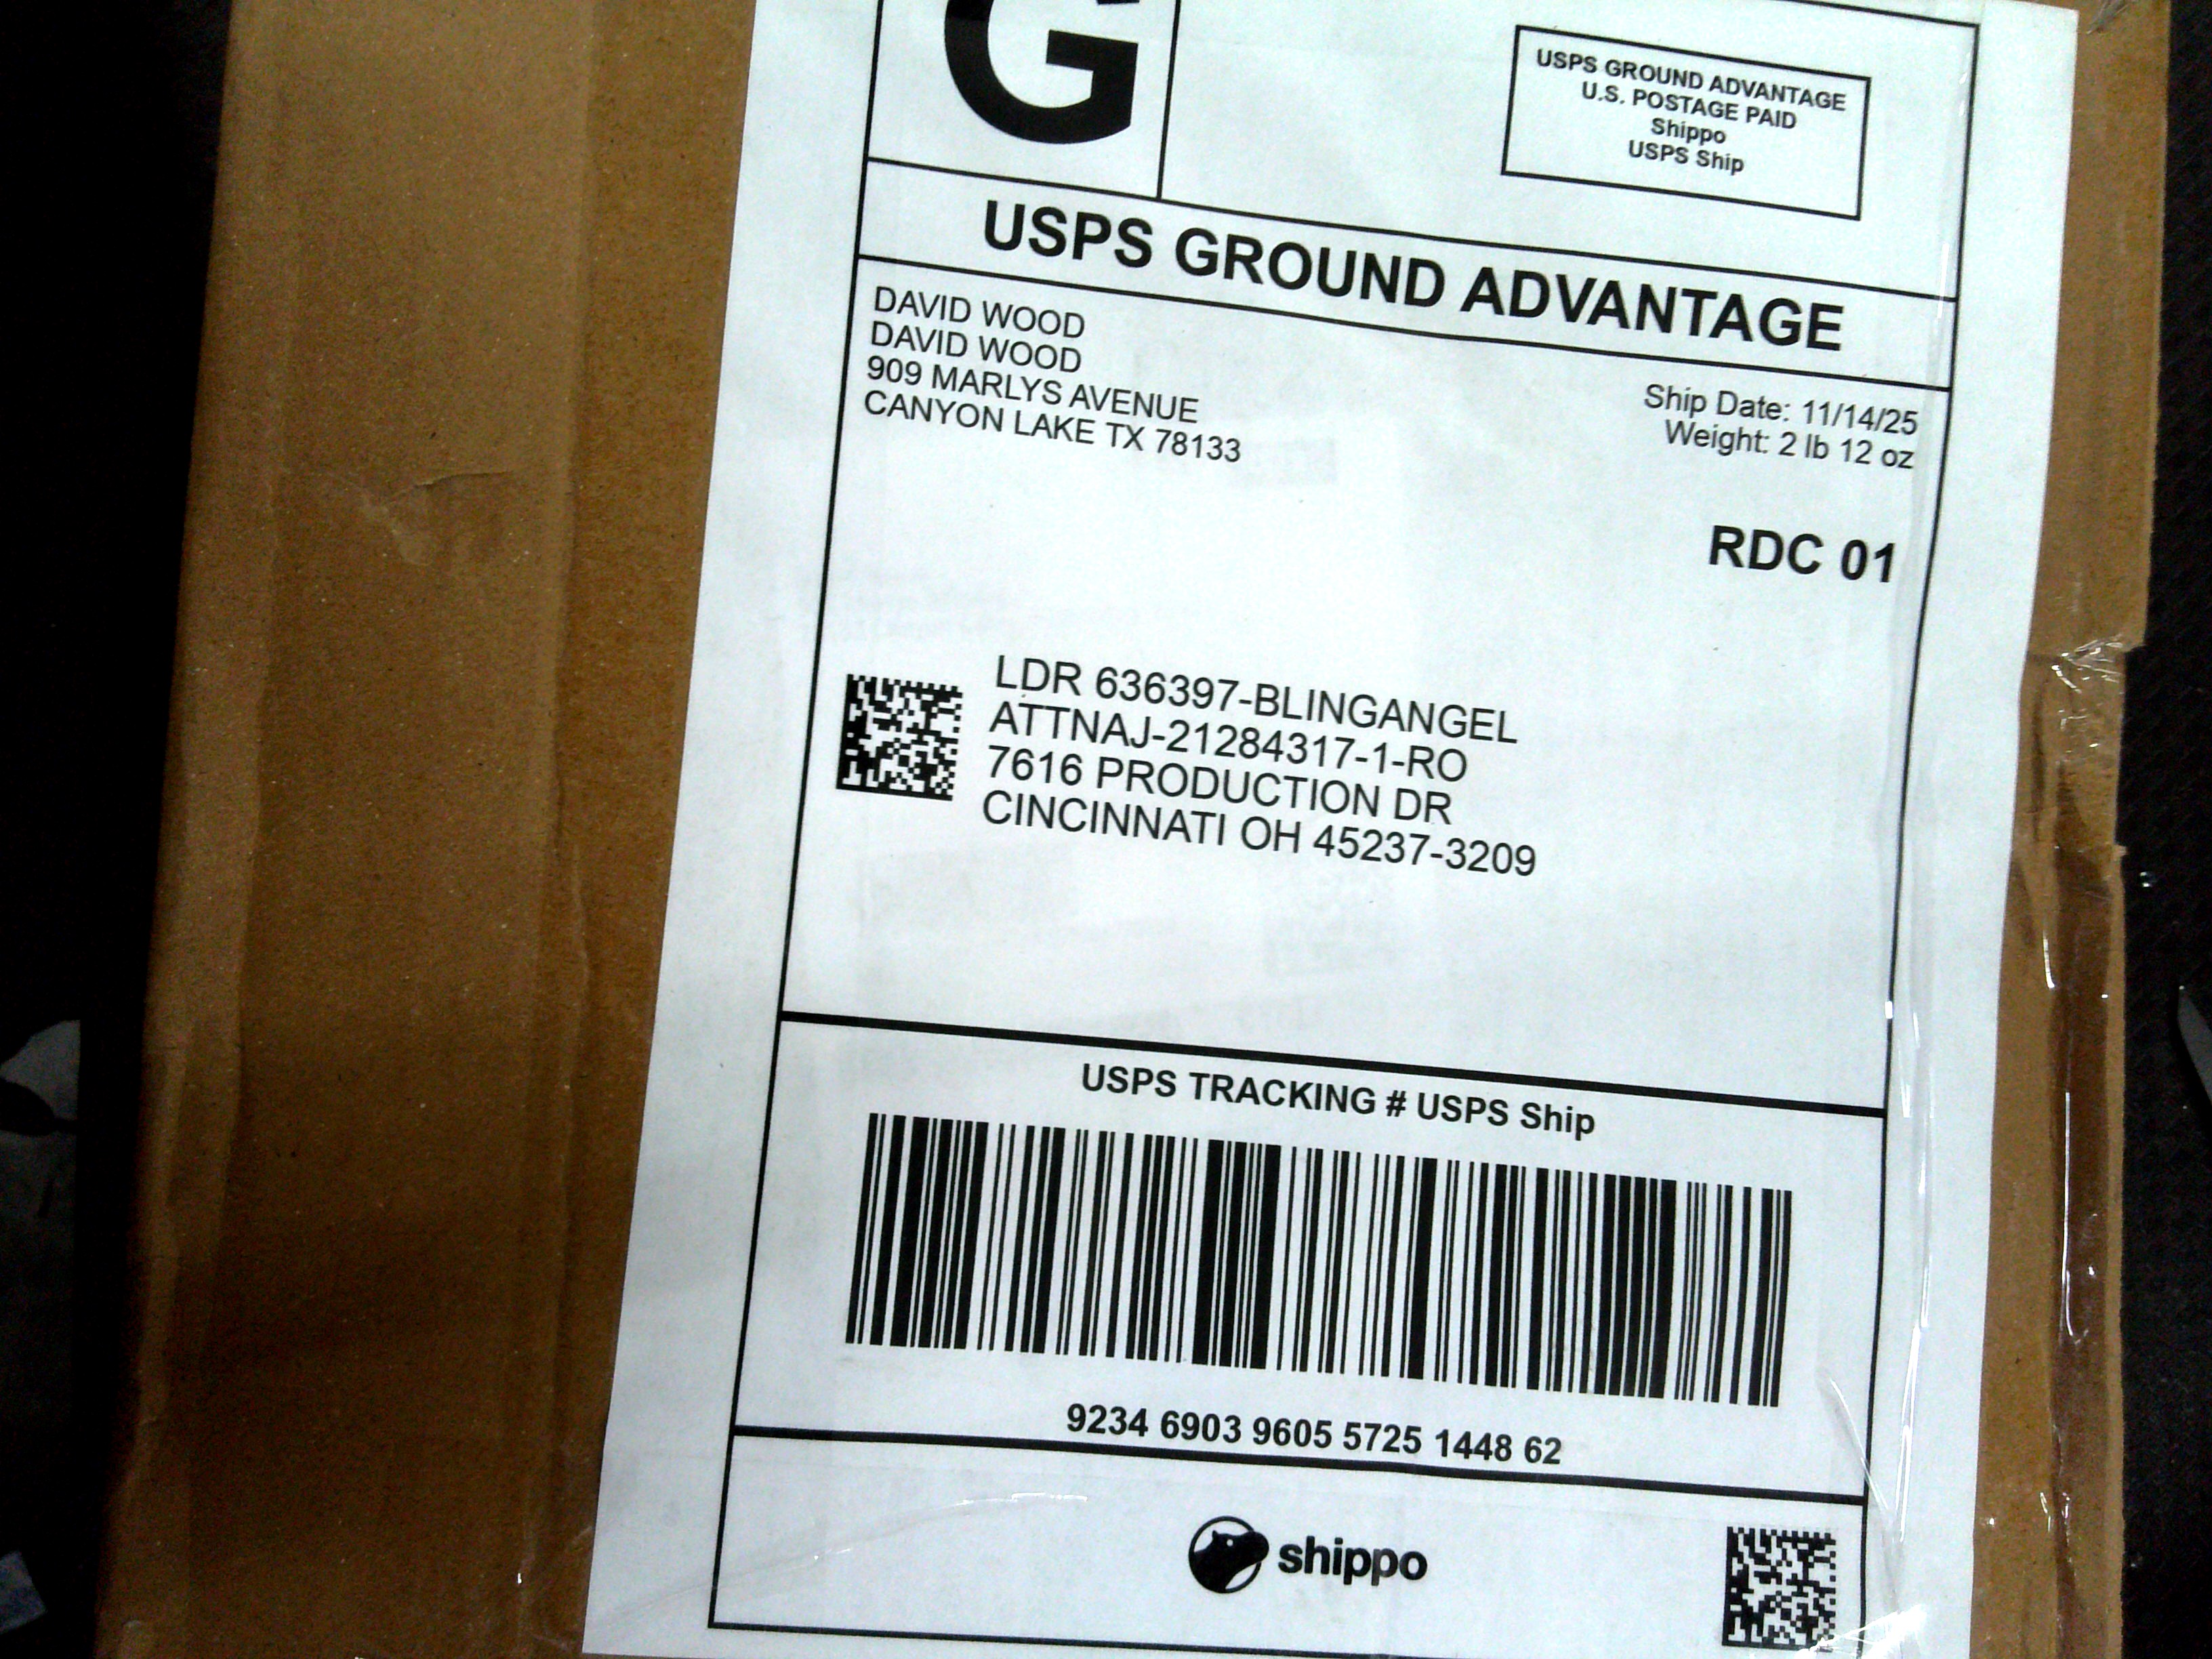 G
USPS GROUND ADVANTAGE
U.S. POSTAGE PAID
Shippo
USPS Ship
USPS GROUND ADVANTAGE
DAVID WOOD
DAVID WOOD
909 MARLYS AVENUE
CANYON LAKE TX 78133
Ship Date: 11/14/25
Weight: 2 lb 12 oz
RDC 01
LDR 636397-BLINGANGEL
ATTNAJ-21284317-1-RO
7616 PRODUCTION DR
CINCINNATI OH 45237-3209
USPS TRACKING # USPS Ship
9234 6903 9605 5725 1448 62
shippo